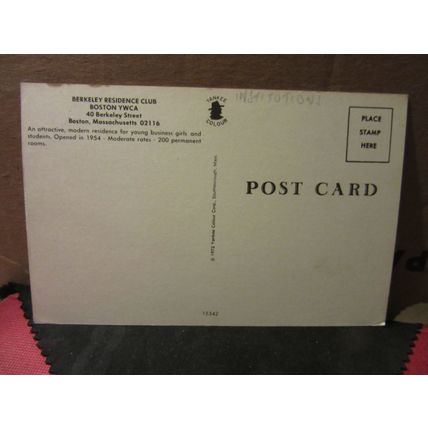 BERKELEY RESIDENCE CLUB
BOSTON YWCA
40 Berkeley Street
Boston, Massachusetts 02116
An attractive, modern residence for young business girls and
students. Opened in 1954 - Moderate rates - 200 permanent
rooms.
YANKEE
COLOUR
INSTITUTIONS
PLACE
STAMP
HERE
POST CARD
© 1972 Yankee Colour Corp., Southborough, Mass.
15342